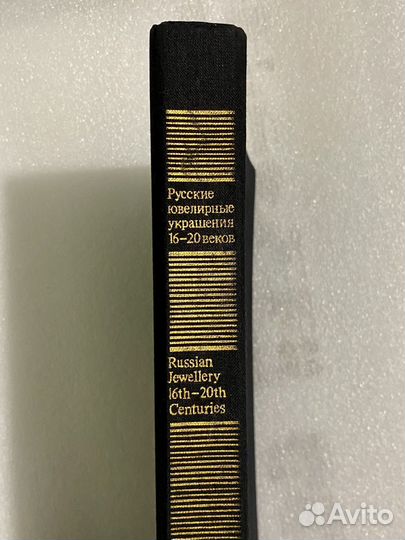 Русские
ювелирные
украшения
16–20 веков
Russian
Jewellery
16th–20th
Centuries
Avito